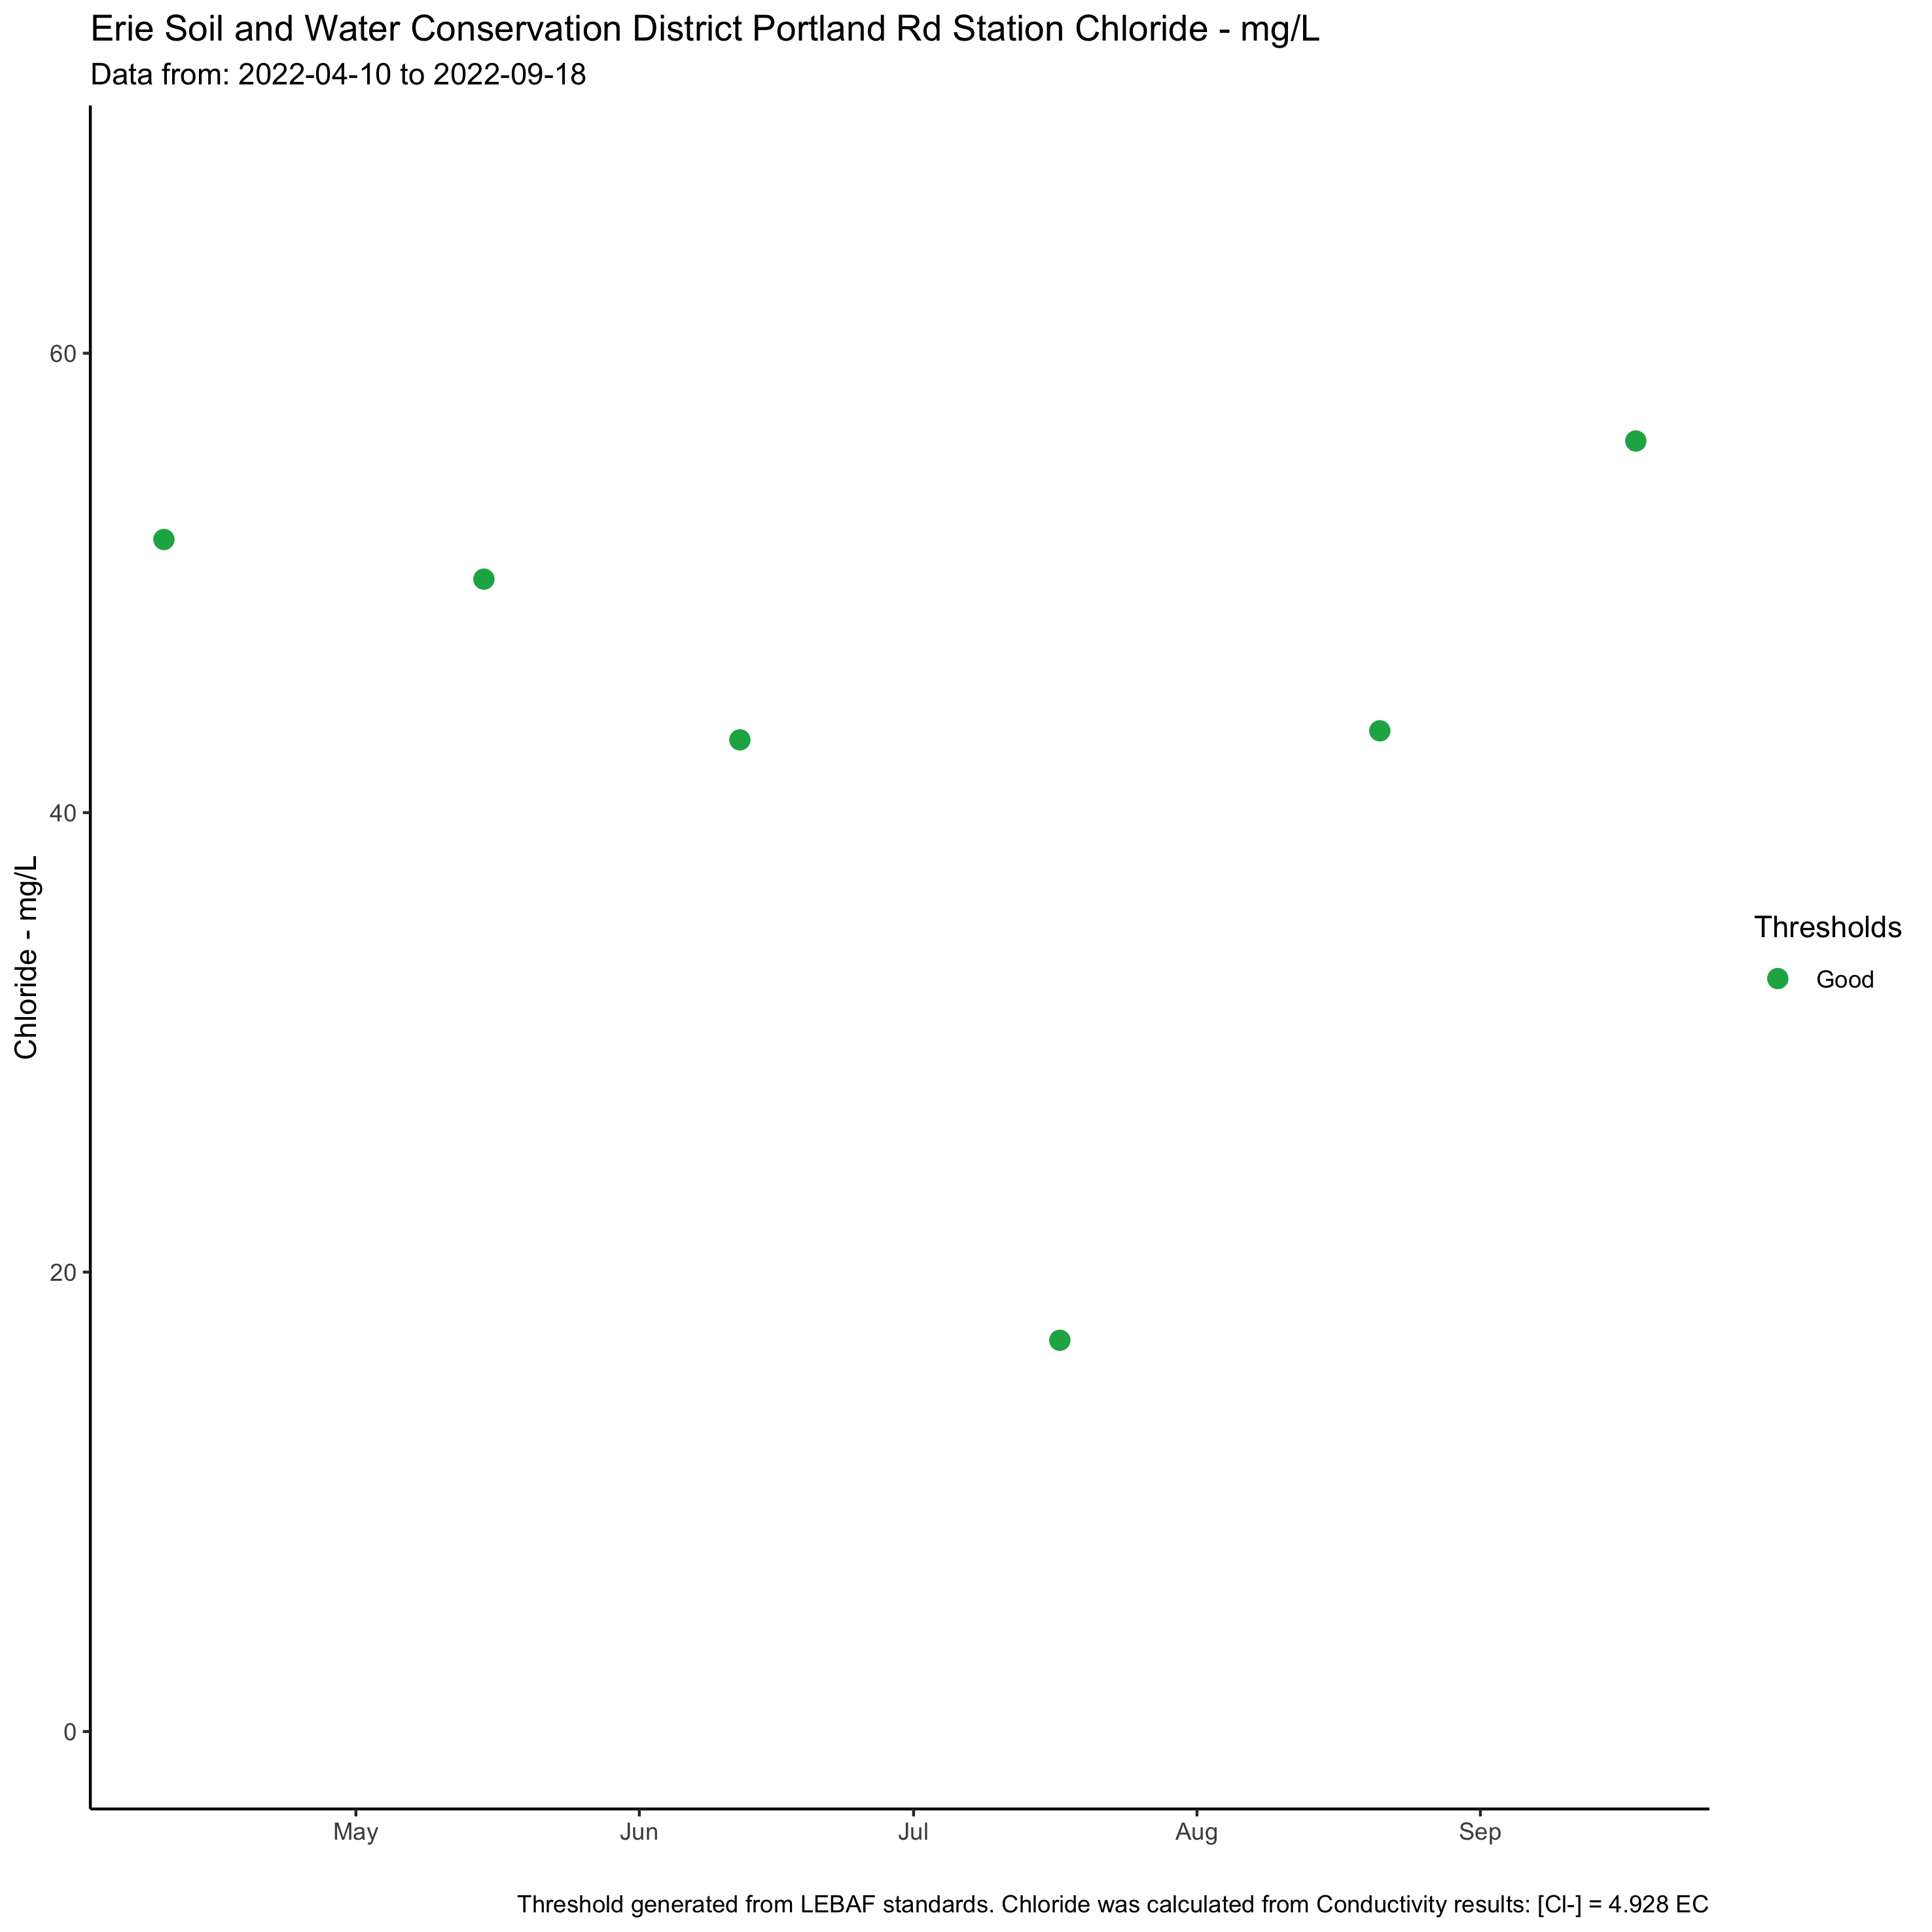 Erie Soil and Water Conservation District Portland Rd Station Chloride - mg/L
Data from: 2022-04-10 to 2022-09-18
60
40
20
0
Chloride - mg/L
May Jun Jul Aug Sep
Thresholds
Good
Threshold generated from LEBAF standards. Chloride was calculated from Conductivity results: [Cl-] = 4.928 EC